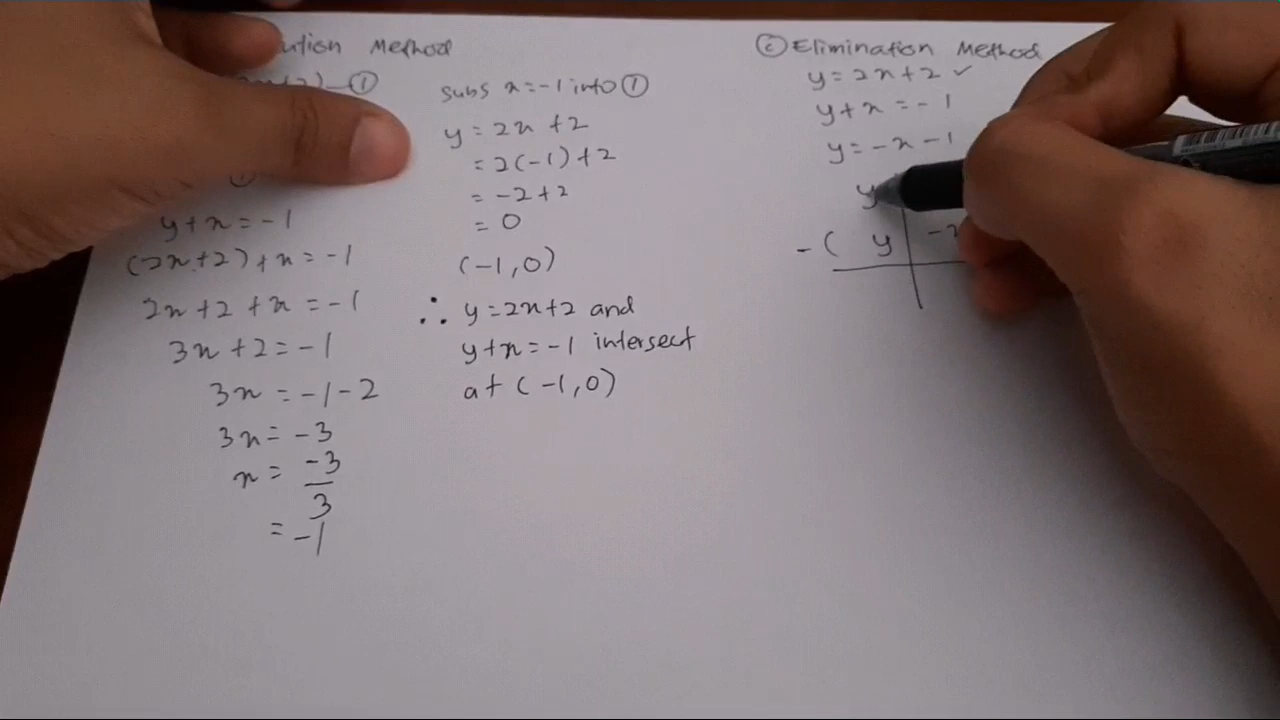 ution Method
①
y+x=-1
(2x+2)+x=-1
2x+2+x=-1
3x+2=-1
3x=-1-2
3x=-3
x=-3/3
=-1
subs x=-1 into ①
y=2x+2
=2(-1)+2
=-2+2
=0
(-1,0)
∴ y=2x+2 and
y+x=-1 intersect
at (-1,0)
ⓒ Elimination Method
y=2x+2 ✓
y+x=-1
y=-x-1
y
-( y -x